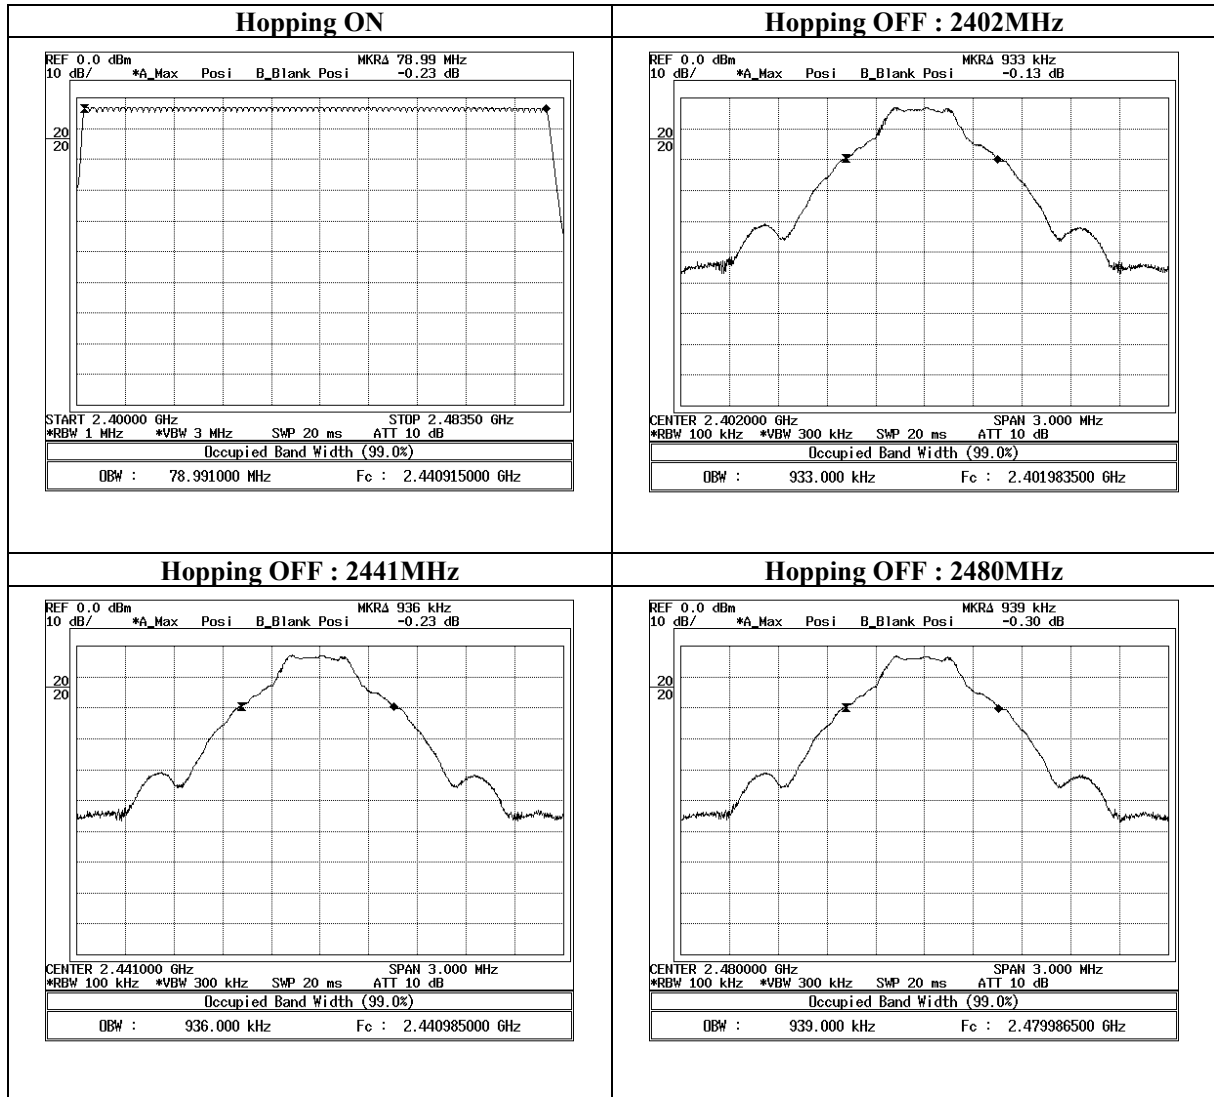 Hopping ON
REF 0.0 dBm MKRΔ 78.99 MHz
10 dB/ *A_Max Posi B_Blank Posi -0.23 dB
20
20
START 2.40000 GHz STOP 2.48350 GHz
*RBW 1 MHz *VBW 3 MHz SWP 20 ms ATT 10 dB
Occupied Band Width (99.0%)
OBW : 78.991000 MHz Fc : 2.440915000 GHz
Hopping OFF : 2402MHz
REF 0.0 dBm MKRΔ 933 kHz
10 dB/ *A_Max Posi B_Blank Posi -0.13 dB
20
20
CENTER 2.402000 GHz SPAN 3.000 MHz
*RBW 100 kHz *VBW 300 kHz SWP 20 ms ATT 10 dB
Occupied Band Width (99.0%)
OBW : 933.000 kHz Fc : 2.401983500 GHz
Hopping OFF : 2441MHz
REF 0.0 dBm MKRΔ 936 kHz
10 dB/ *A_Max Posi B_Blank Posi -0.23 dB
20
20
CENTER 2.441000 GHz SPAN 3.000 MHz
*RBW 100 kHz *VBW 300 kHz SWP 20 ms ATT 10 dB
Occupied Band Width (99.0%)
OBW : 936.000 kHz Fc : 2.440985000 GHz
Hopping OFF : 2480MHz
REF 0.0 dBm MKRΔ 939 kHz
10 dB/ *A_Max Posi B_Blank Posi -0.30 dB
20
20
CENTER 2.480000 GHz SPAN 3.000 MHz
*RBW 100 kHz *VBW 300 kHz SWP 20 ms ATT 10 dB
Occupied Band Width (99.0%)
OBW : 939.000 kHz Fc : 2.479986500 GHz